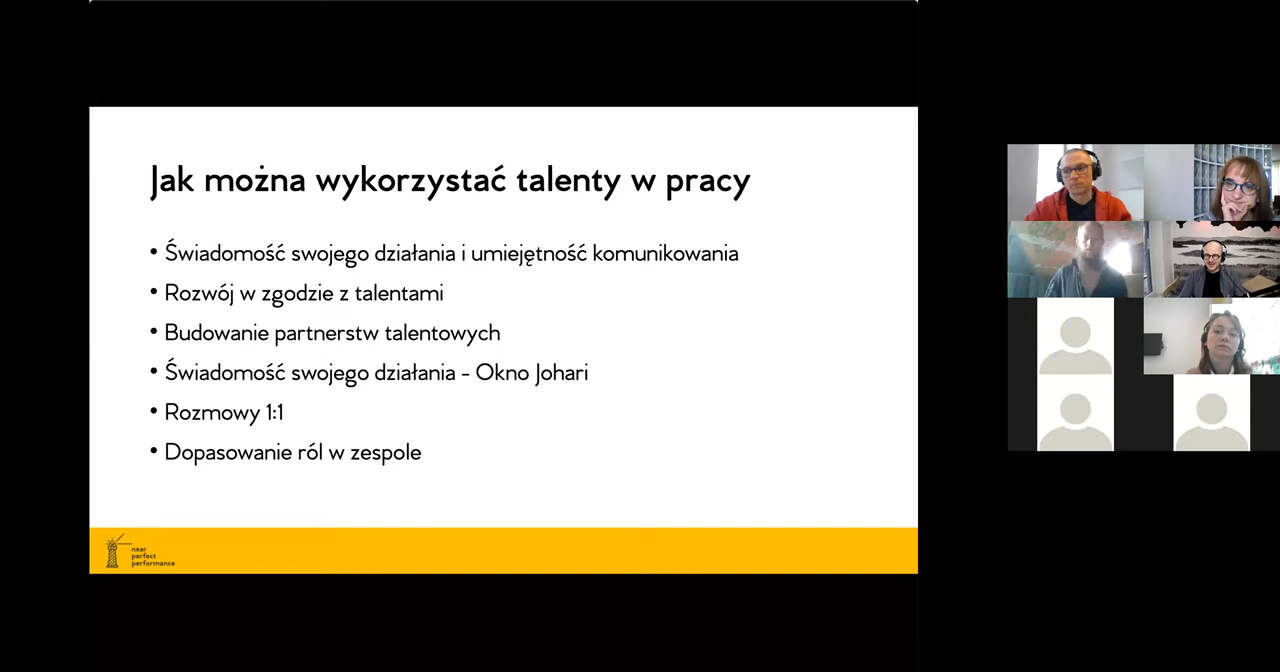 Jak można wykorzystać talenty w pracy
• Świadomość swojego działania i umiejętność komunikowania
• Rozwój w zgodzie z talentami
• Budowanie partnerstw talentowych
• Świadomość swojego działania - Okno Johari
• Rozmowy 1:1
• Dopasowanie ról w zespole
near
perfect
performance